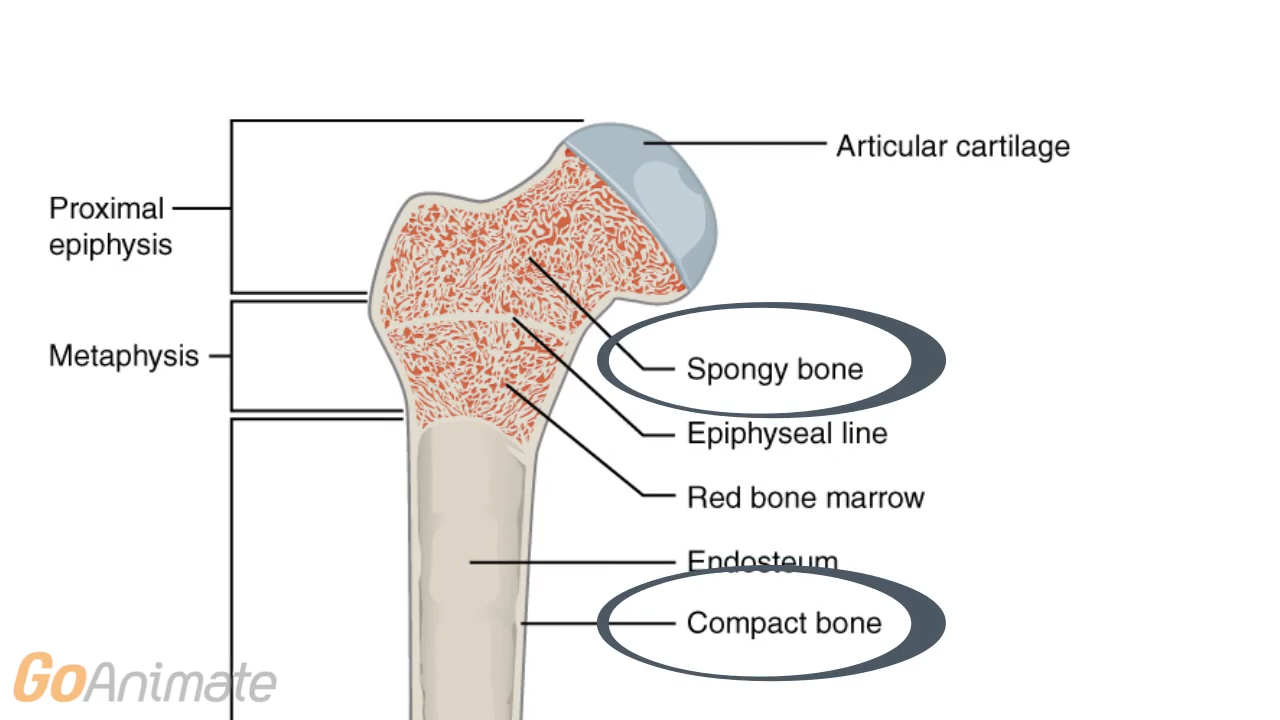 Articular cartilage
Proximal
epiphysis
Metaphysis
Spongy bone
Epiphyseal line
Red bone marrow
Endosteum
Compact bone
GoAnimate